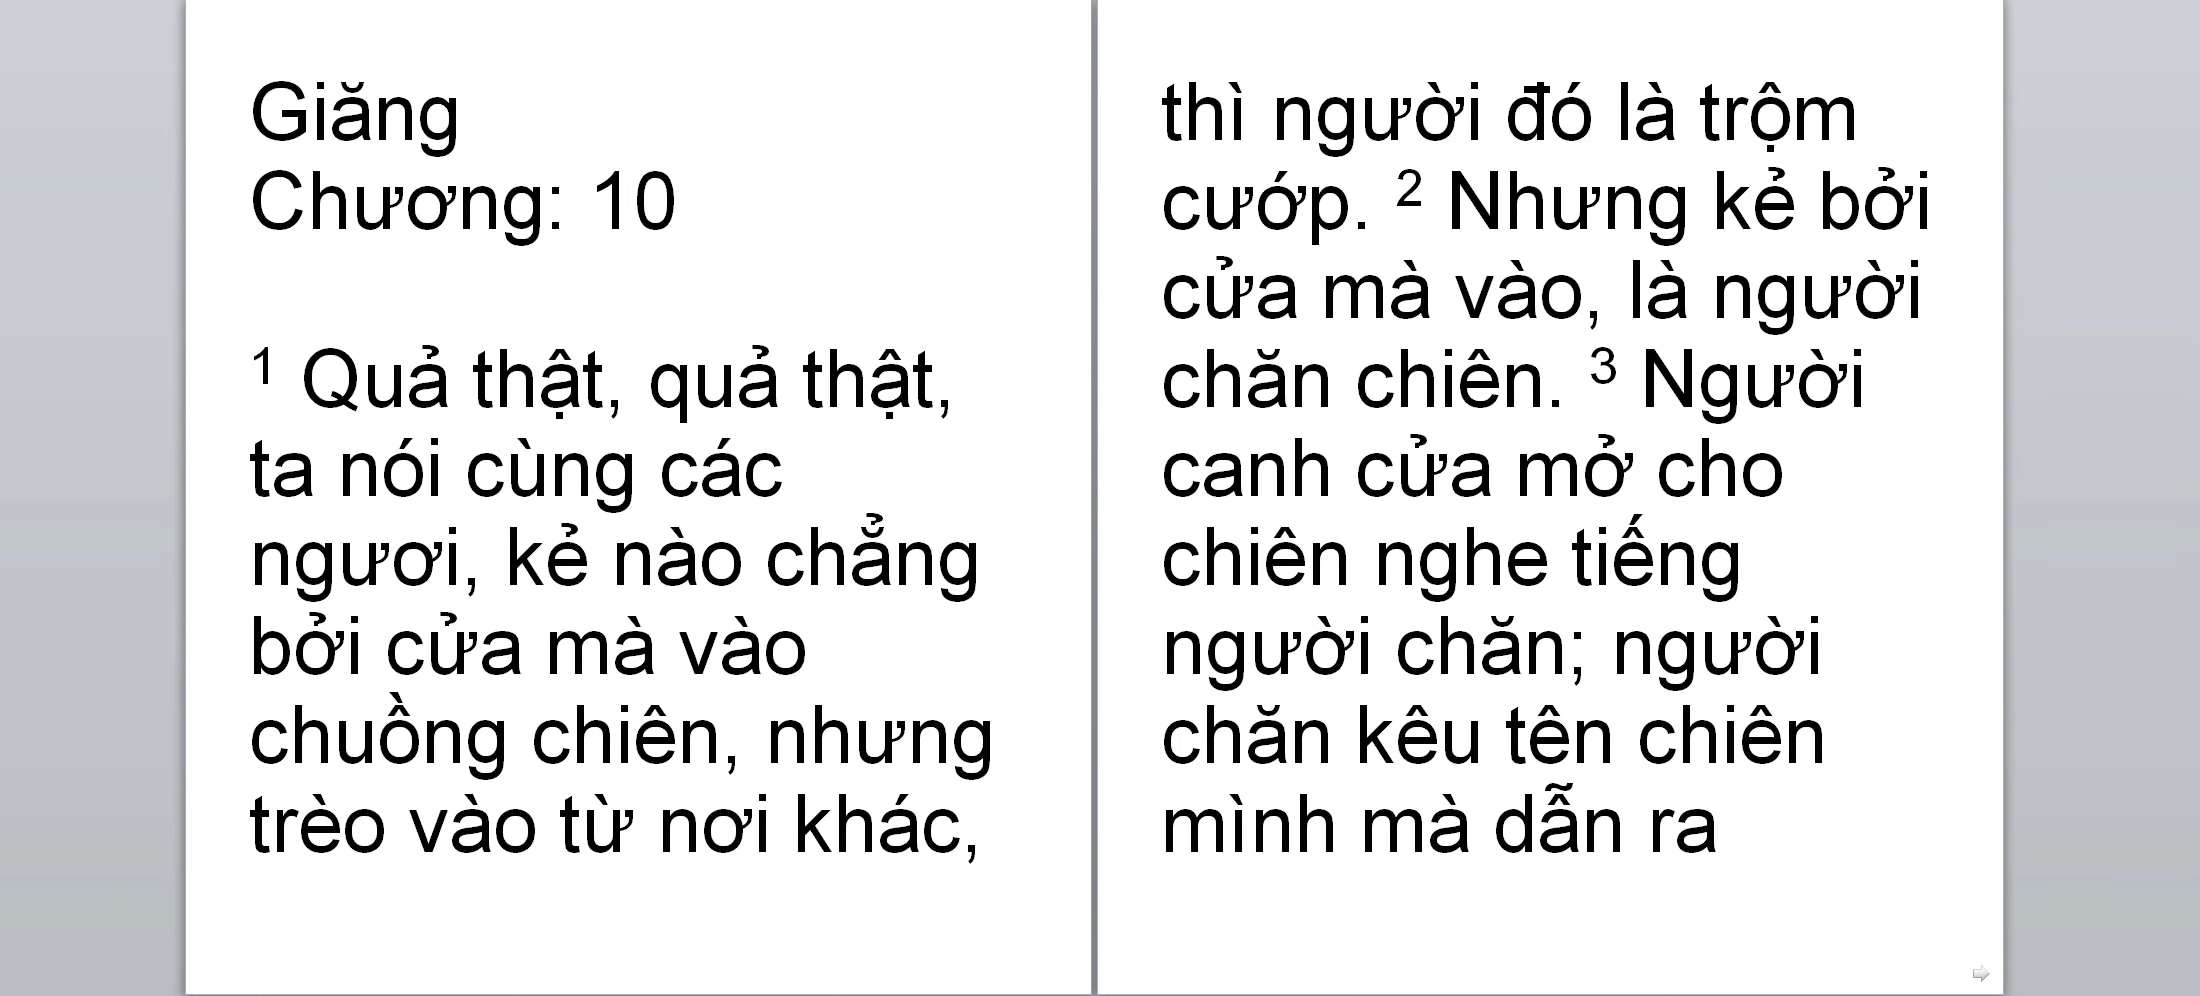 Giăng
Chương: 10
¹ Quả thật, quả thật,
ta nói cùng các
ngươi, kẻ nào chẳng
bởi cửa mà vào
chuồng chiên, nhưng
trèo vào từ nơi khác,
thì người đó là trộm
cướp. ² Nhưng kẻ bởi
cửa mà vào, là người
chăn chiên. ³ Người
canh cửa mở cho
chiên nghe tiếng
người chăn; người
chăn kêu tên chiên
mình mà dẫn ra